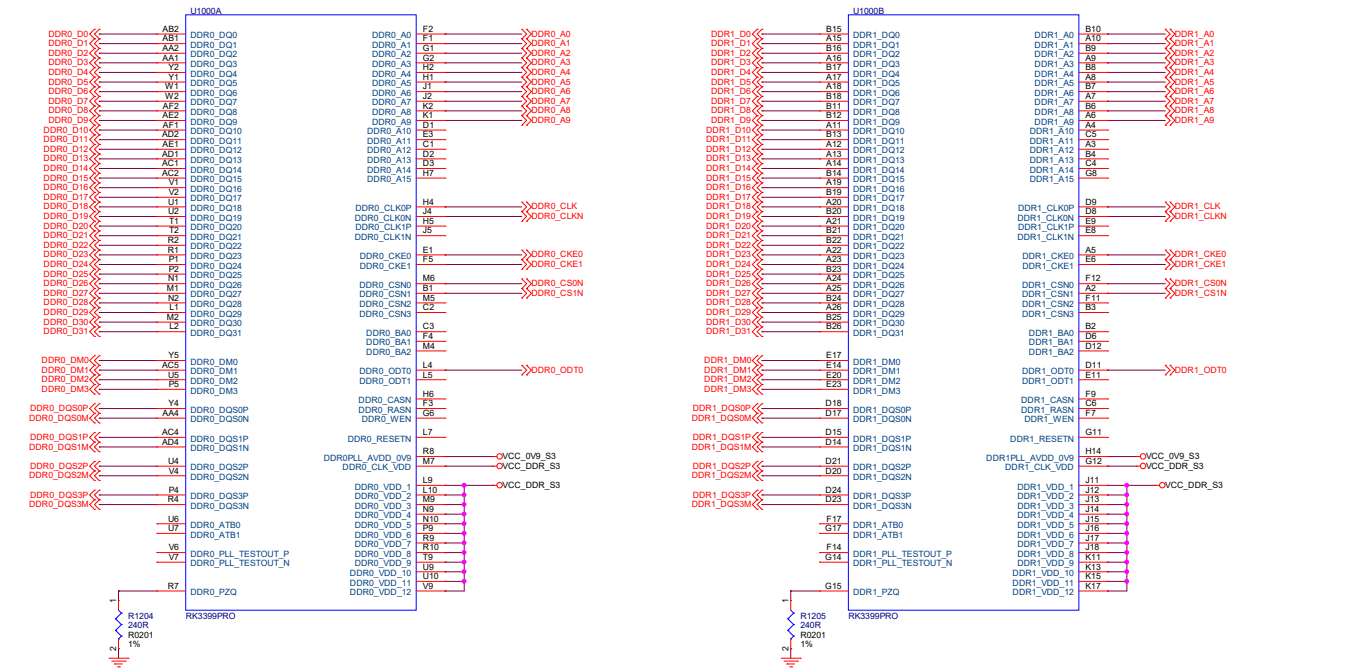 U1000A
DDR0_D0 AB2 DDR0_DQ0 DDR0_A0 F2 DDR0_A0
DDR0_D1 AB1 DDR0_DQ1 DDR0_A1 F1 DDR0_A1
DDR0_D2 AA2 DDR0_DQ2 DDR0_A2 G1 DDR0_A2
DDR0_D3 AA1 DDR0_DQ3 DDR0_A3 G2 DDR0_A3
DDR0_D4 Y2 DDR0_DQ4 DDR0_A4 H2 DDR0_A4
DDR0_D5 Y1 DDR0_DQ5 DDR0_A5 H1 DDR0_A5
DDR0_D6 W1 DDR0_DQ6 DDR0_A6 J1 DDR0_A6
DDR0_D7 W2 DDR0_DQ7 DDR0_A7 J2 DDR0_A7
DDR0_D8 AF2 DDR0_DQ8 DDR0_A8 K2 DDR0_A8
DDR0_D9 AE2 DDR0_DQ9 DDR0_A9 K1 DDR0_A9
DDR0_D10 AF1 DDR0_DQ10 DDR0_A10 D1
DDR0_D11 AD2 DDR0_DQ11 DDR0_A11 E3
DDR0_D12 AE1 DDR0_DQ12 DDR0_A12 C1
DDR0_D13 AD1 DDR0_DQ13 DDR0_A13 D2
DDR0_D14 AC1 DDR0_DQ14 DDR0_A14 D3
DDR0_D15 AC2 DDR0_DQ15 DDR0_A15 H7
DDR0_D16 V1 DDR0_DQ16
DDR0_D17 V2 DDR0_DQ17
DDR0_D18 U1 DDR0_DQ18 DDR0_CLK0P H4 DDR0_CLK
DDR0_D19 U2 DDR0_DQ19 DDR0_CLK0N J4 DDR0_CLKN
DDR0_D20 T1 DDR0_DQ20 DDR0_CLK1P H5
DDR0_D21 T2 DDR0_DQ21 DDR0_CLK1N J5
DDR0_D22 R2 DDR0_DQ22
DDR0_D23 R1 DDR0_DQ23 DDR0_CKE0 E1 DDR0_CKE0
DDR0_D24 P1 DDR0_DQ24 DDR0_CKE1 F5 DDR0_CKE1
DDR0_D25 P2 DDR0_DQ25
DDR0_D26 N1 DDR0_DQ26 DDR0_CSN0 M6 DDR0_CS0N
DDR0_D27 M1 DDR0_DQ27 DDR0_CSN1 B1 DDR0_CS1N
DDR0_D28 N2 DDR0_DQ28 DDR0_CSN2 M5
DDR0_D29 L1 DDR0_DQ29 DDR0_CSN3 C2
DDR0_D30 M2 DDR0_DQ30
DDR0_D31 L2 DDR0_DQ31 DDR0_BA0 C3
DDR0_BA1 F4
DDR0_BA2 M4
DDR0_DM0 Y5 DDR0_DM0
DDR0_DM1 AC5 DDR0_DM1 DDR0_ODT0 L4 DDR0_ODT0
DDR0_DM2 U5 DDR0_DM2 DDR0_ODT1 L5
DDR0_DM3 P5 DDR0_DM3
DDR0_CASN H6
DDR0_DQS0P Y4 DDR0_DQS0P DDR0_RASN F3
DDR0_DQS0M AA4 DDR0_DQS0N DDR0_WEN G6
DDR0_DQS1P AC4 DDR0_DQS1P DDR0_RESETN L7
DDR0_DQS1M AD4 DDR0_DQS1N
DDR0PLL_AVDD_0V9 R8 VCC_0V9_S3
DDR0_DQS2P U4 DDR0_DQS2P DDR0_CLK_VDD M7 VCC_DDR_S3
DDR0_DQS2M V4 DDR0_DQS2N
DDR0_VDD_1 L9 VCC_DDR_S3
DDR0_DQS3P P4 DDR0_DQS3P DDR0_VDD_2 L10
DDR0_DQS3M R4 DDR0_DQS3N DDR0_VDD_3 M9
DDR0_VDD_4 N9
U6 DDR0_ATB0 DDR0_VDD_5 N10
U7 DDR0_ATB1 DDR0_VDD_6 P9
DDR0_VDD_7 R9
V6 DDR0_PLL_TESTOUT_P DDR0_VDD_8 R10
V7 DDR0_PLL_TESTOUT_N DDR0_VDD_9 T9
DDR0_VDD_10 U9
DDR0_VDD_11 U10
R7 DDR0_PZQ DDR0_VDD_12 V9
1
R1204
240R
R0201
1%
2
RK3399PRO
U1000B
DDR1_D0 B15 DDR1_DQ0 DDR1_A0 B10 DDR1_A0
DDR1_D1 A15 DDR1_DQ1 DDR1_A1 A10 DDR1_A1
DDR1_D2 B16 DDR1_DQ2 DDR1_A2 B9 DDR1_A2
DDR1_D3 A16 DDR1_DQ3 DDR1_A3 A9 DDR1_A3
DDR1_D4 B17 DDR1_DQ4 DDR1_A4 B8 DDR1_A4
DDR1_D5 A17 DDR1_DQ5 DDR1_A5 A8 DDR1_A5
DDR1_D6 A18 DDR1_DQ6 DDR1_A6 B7 DDR1_A6
DDR1_D7 B18 DDR1_DQ7 DDR1_A7 A7 DDR1_A7
DDR1_D8 B11 DDR1_DQ8 DDR1_A8 B6 DDR1_A8
DDR1_D9 B12 DDR1_DQ9 DDR1_A9 A6 DDR1_A9
DDR1_D10 A11 DDR1_DQ10 DDR1_A10 A4
DDR1_D11 B13 DDR1_DQ11 DDR1_A11 C5
DDR1_D12 A12 DDR1_DQ12 DDR1_A12 A3
DDR1_D13 A13 DDR1_DQ13 DDR1_A13 B4
DDR1_D14 A14 DDR1_DQ14 DDR1_A14 C4
DDR1_D15 B14 DDR1_DQ15 DDR1_A15 G8
DDR1_D16 A19 DDR1_DQ16
DDR1_D17 B19 DDR1_DQ17
DDR1_D18 A20 DDR1_DQ18 DDR1_CLK0P D9 DDR1_CLK
DDR1_D19 B20 DDR1_DQ19 DDR1_CLK0N D8 DDR1_CLKN
DDR1_D20 A21 DDR1_DQ20 DDR1_CLK1P E9
DDR1_D21 B21 DDR1_DQ21 DDR1_CLK1N E8
DDR1_D22 B22 DDR1_DQ22
DDR1_D23 A22 DDR1_DQ23 DDR1_CKE0 A5 DDR1_CKE0
DDR1_D24 A23 DDR1_DQ24 DDR1_CKE1 E6 DDR1_CKE1
DDR1_D25 B23 DDR1_DQ25
DDR1_D26 A24 DDR1_DQ26 DDR1_CSN0 F12 DDR1_CS0N
DDR1_D27 A25 DDR1_DQ27 DDR1_CSN1 A2 DDR1_CS1N
DDR1_D28 B24 DDR1_DQ28 DDR1_CSN2 F11
DDR1_D29 A26 DDR1_DQ29 DDR1_CSN3 B3
DDR1_D30 B25 DDR1_DQ30
DDR1_D31 B26 DDR1_DQ31 DDR1_BA0 B2
DDR1_BA1 D6
DDR1_BA2 D12
DDR1_DM0 E17 DDR1_DM0
DDR1_DM1 E14 DDR1_DM1 DDR1_ODT0 D11 DDR1_ODT0
DDR1_DM2 E20 DDR1_DM2 DDR1_ODT1 E11
DDR1_DM3 E23 DDR1_DM3
DDR1_CASN F9
DDR1_DQS0P D18 DDR1_DQS0P DDR1_RASN C6
DDR1_DQS0M D17 DDR1_DQS0N DDR1_WEN F7
DDR1_DQS1P D15 DDR1_DQS1P DDR1_RESETN G11
DDR1_DQS1M D14 DDR1_DQS1N
DDR1PLL_AVDD_0V9 H14 VCC_0V9_S3
DDR1_DQS2P D21 DDR1_DQS2P DDR1_CLK_VDD G12 VCC_DDR_S3
DDR1_DQS2M D20 DDR1_DQS2N
DDR1_VDD_1 J11 VCC_DDR_S3
DDR1_DQS3P D24 DDR1_DQS3P DDR1_VDD_2 J12
DDR1_DQS3M D23 DDR1_DQS3N DDR1_VDD_3 J13
DDR1_VDD_4 J14
F17 DDR1_ATB0 DDR1_VDD_5 J15
G17 DDR1_ATB1 DDR1_VDD_6 J16
DDR1_VDD_7 J17
F14 DDR1_PLL_TESTOUT_P DDR1_VDD_8 J18
G14 DDR1_PLL_TESTOUT_N DDR1_VDD_9 K11
DDR1_VDD_10 K13
DDR1_VDD_11 K15
G15 DDR1_PZQ DDR1_VDD_12 K17
1
R1205
240R
R0201
1%
2
RK3399PRO